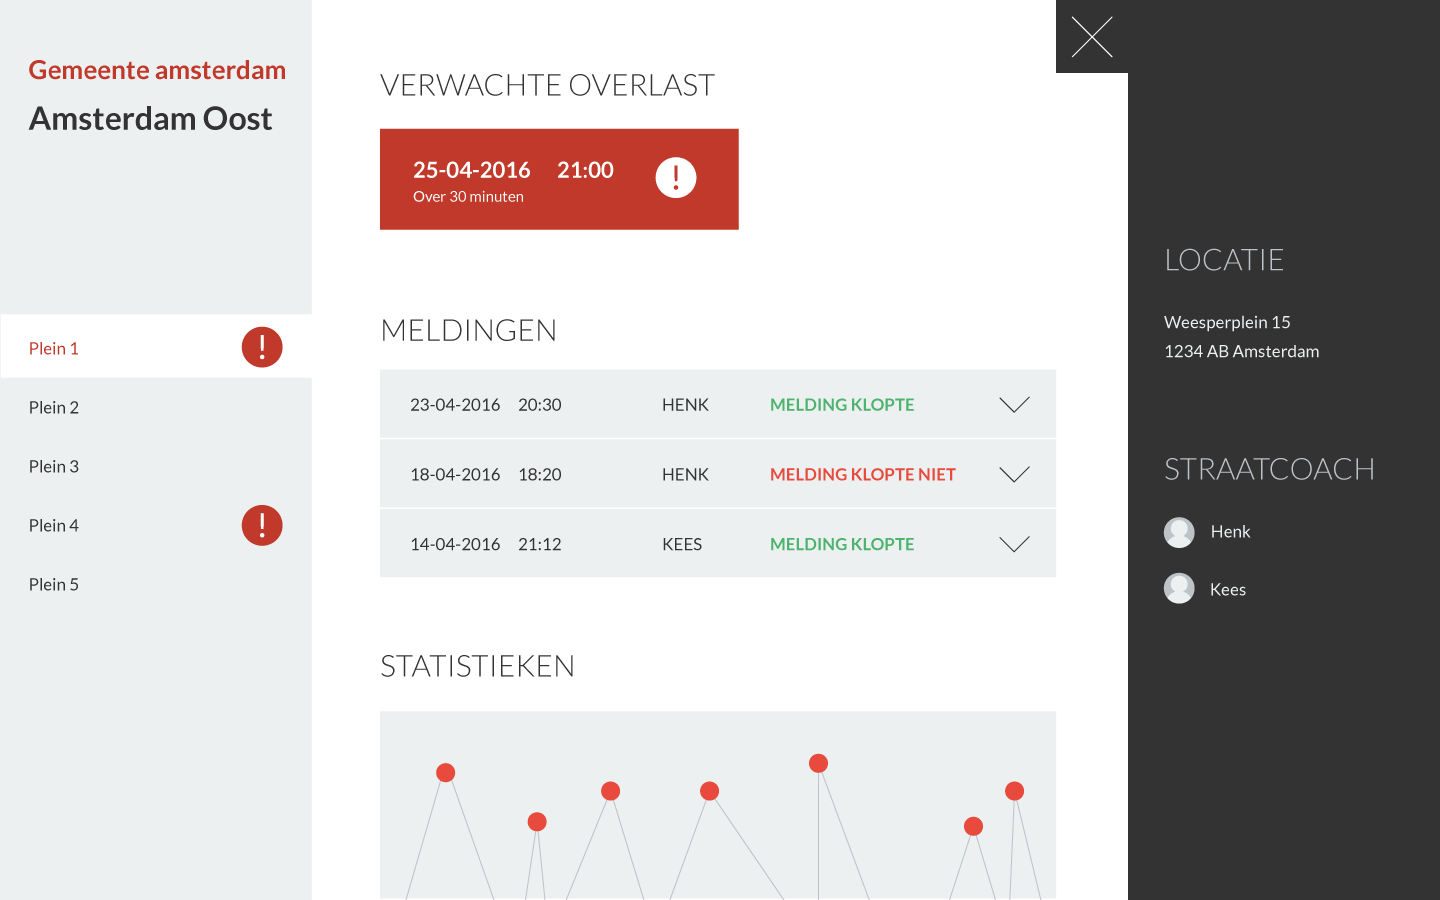 Gemeente amsterdam
Amsterdam Oost
Plein 1
Plein 2
Plein 3
Plein 4
Plein 5
VERWACHTE OVERLAST
25-04-2016 21:00
Over 30 minuten
MELDINGEN
23-04-2016 20:30 HENK MELDING KLOPTE
18-04-2016 18:20 HENK MELDING KLOPTE NIET
14-04-2016 21:12 KEES MELDING KLOPTE
STATISTIEKEN
LOCATIE
Weesperplein 15
1234 AB Amsterdam
STRAATCOACH
Henk
Kees